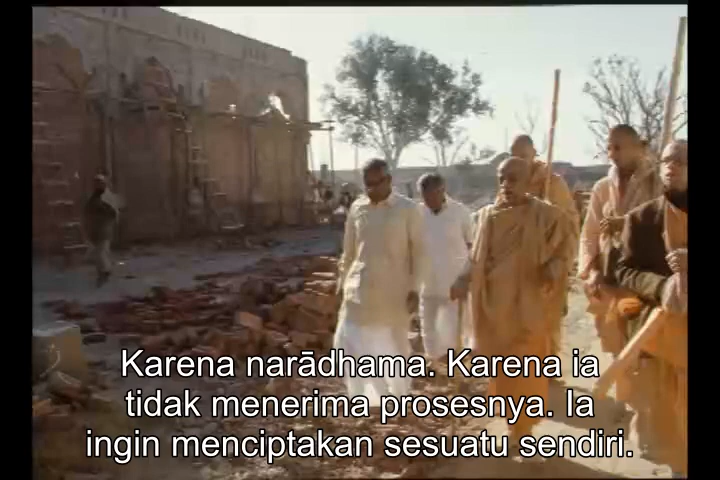 Karena narādhama. Karena ia
tidak menerima prosesnya. Ia
ingin menciptakan sesuatu sendiri.